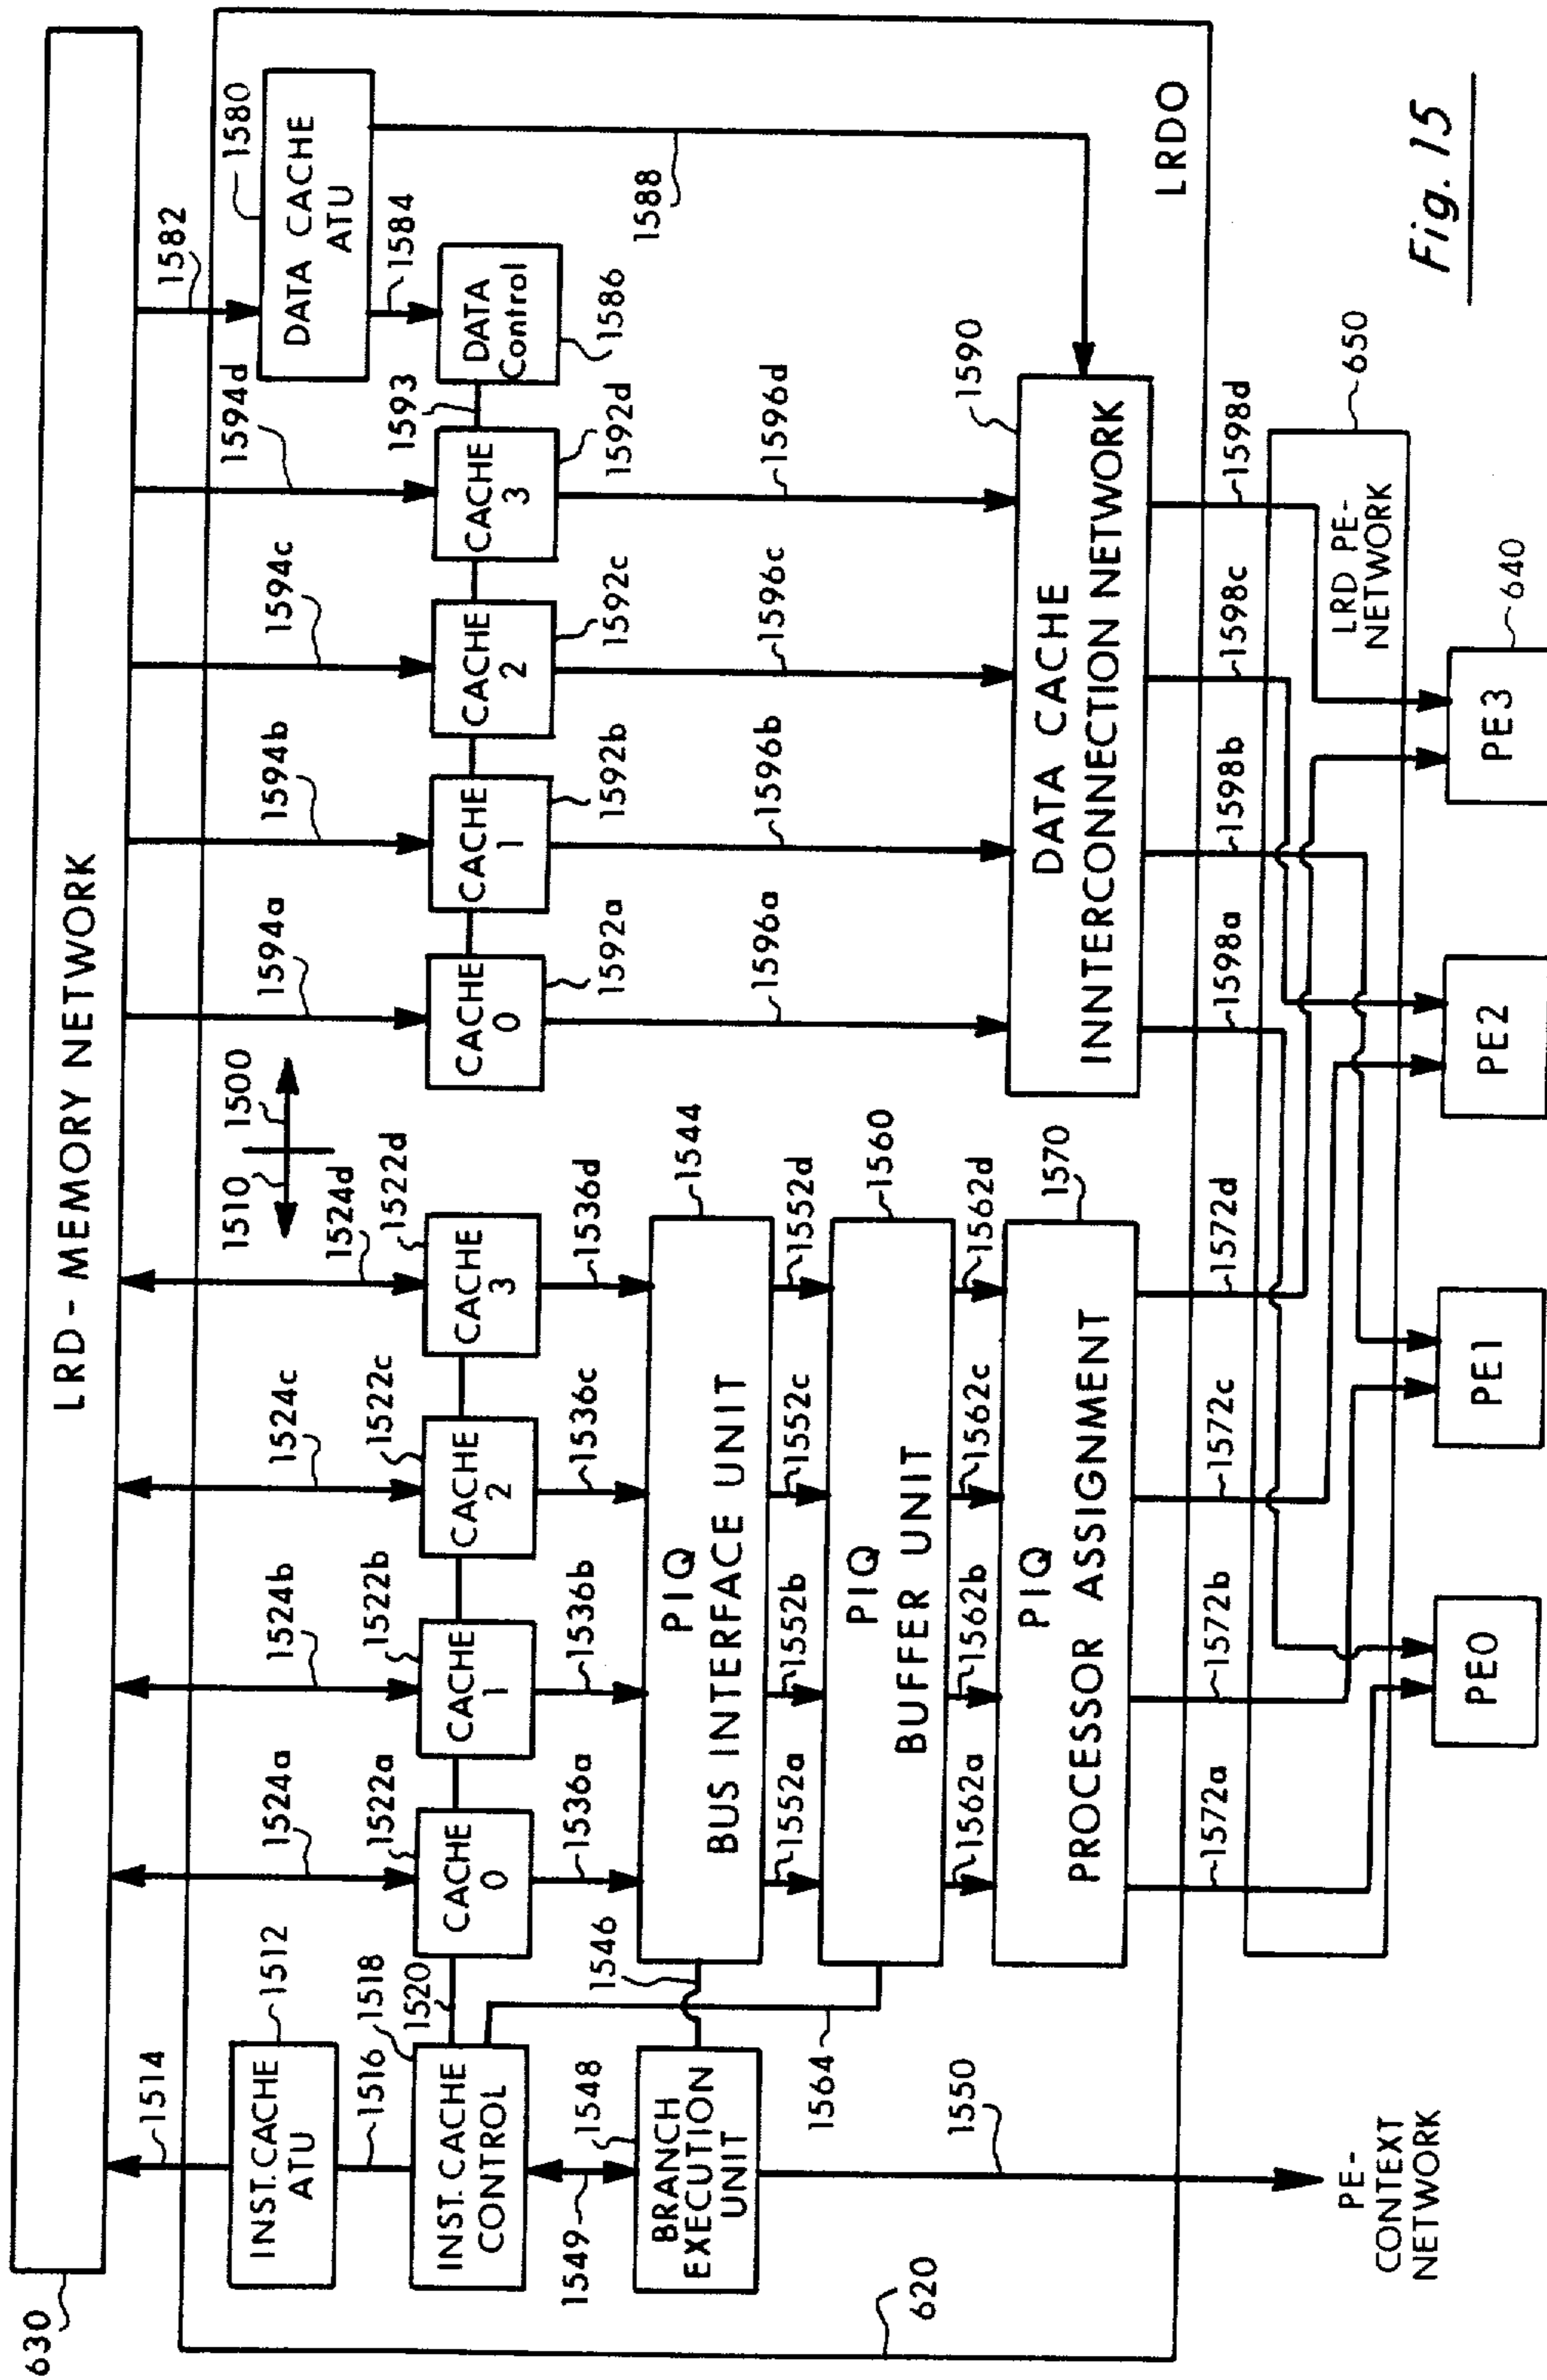 630
LRD - MEMORY NETWORK
1514
1524a
1524b
1524c
1510
1500
1524d
1594a
1594b
1594c
1594d
1582
INST. CACHE
ATU
1512
1516
1518
1520
1522a
1522b
1522c
1522d
DATA CACHE
ATU
1580
1584
1593
1588
INST. CACHE
CONTROL
CACHE
0
CACHE
1
CACHE
2
CACHE
3
CACHE
0
CACHE
1
CACHE
2
CACHE
3
DATA
Control
1592a
1592b
1592c
1592d
1586
1549
1548
1546
1536a
1536b
1536c
1536d
1544
BRANCH
EXECUTION
UNIT
PIQ
BUS INTERFACE UNIT
1596a
1596b
1596c
1596d
1552a
1552b
1552c
1552d
1560
1564
PIQ
BUFFER UNIT
1550
1562a
1562b
1562c
1562d
1570
1590
PIQ
PROCESSOR ASSIGNMENT
DATA CACHE
INNTERCONNECTION NETWORK
LRDO
620
1572a
1572b
1572c
1572d
1598a
1598b
1598c
1598d
650
LRD PE-
NETWORK
PE-
CONTEXT
NETWORK
PE0
PE1
PE2
PE3
640
Fig. 15